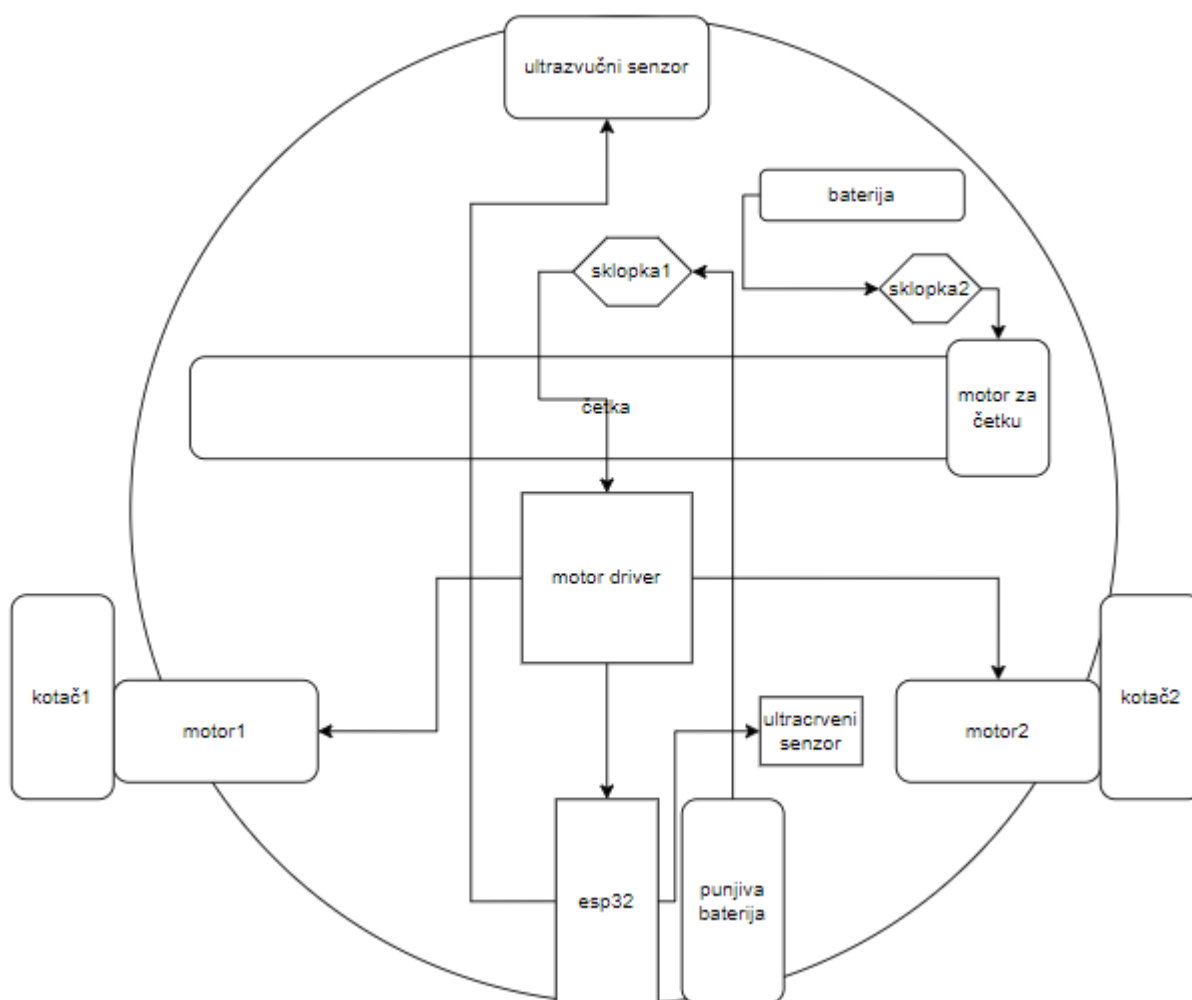 ultrazvučni senzor
baterija
sklopka1
sklopka2
motor za
četku
četka
motor driver
kotač1
motor1
ultracrveni
senzor
motor2
kotač2
esp32
punjiva
baterija